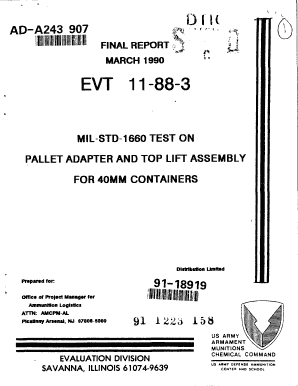 AD-A243 907
DTIC
FINAL REPORT
MARCH 1990
EVT 11-88-3
MIL-STD-1660 TEST ON
PALLET ADAPTER AND TOP LIFT ASSEMBLY
FOR 40MM CONTAINERS
Distribution Limited
Prepared for:
91-18919
Office of Project Manager for
Ammunition Logistics
ATTN: AMCPM-AL
Picatinny Arsenal, NJ 07806-5000
91 1223 158
US ARMY
ARMAMENT
MUNITIONS
CHEMICAL COMMAND
EVALUATION DIVISION
SAVANNA, ILLINOIS 61074-9639
US ARMY DEFENSE AMMUNITION
CENTER AND SCHOOL